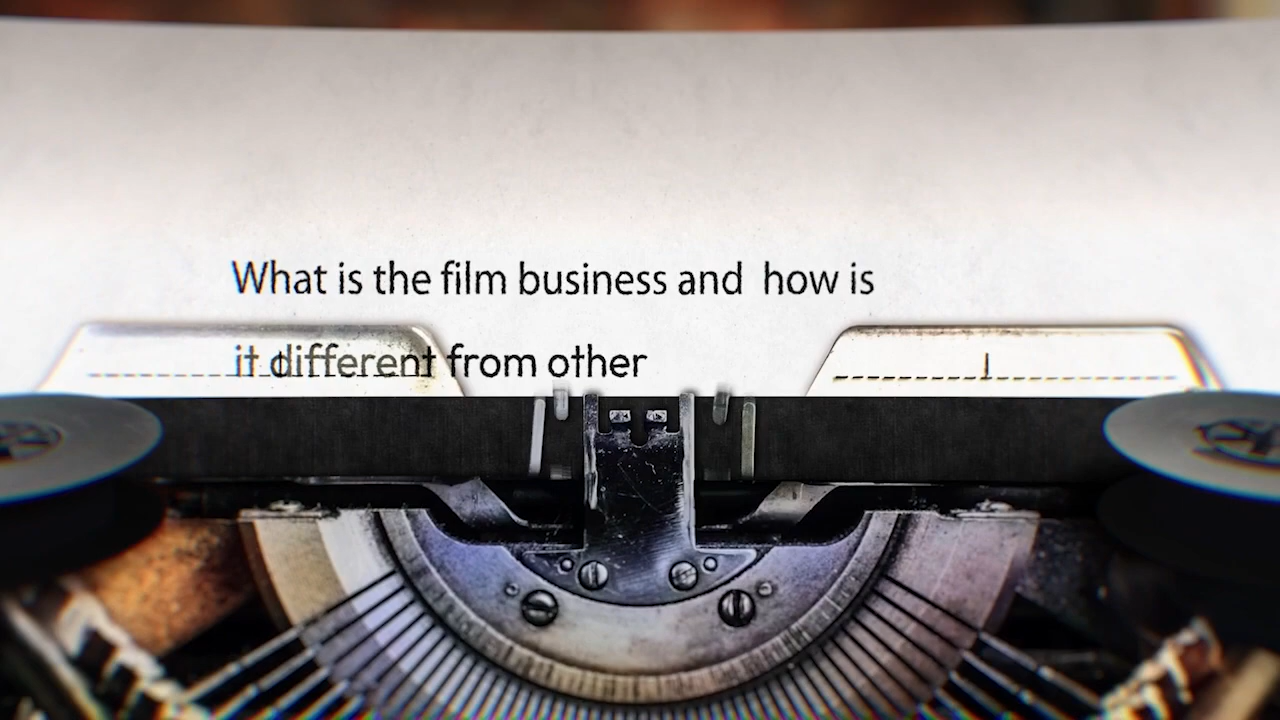 What is the film business and  how is
it different from other